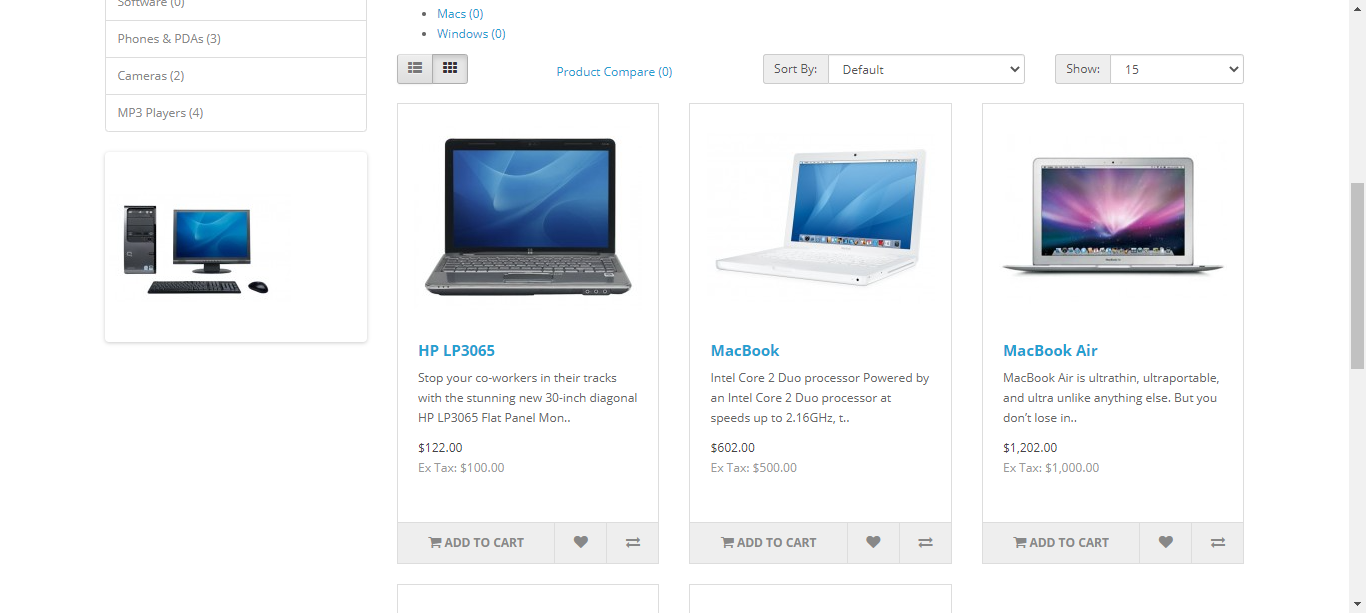 Software (0)
Phones & PDAs (3)
Cameras (2)
MP3 Players (4)
Macs (0)
Windows (0)
Product Compare (0)
Sort By:
Default
Show:
15
HP LP3065
Stop your co-workers in their tracks
with the stunning new 30-inch diagonal
HP LP3065 Flat Panel Mon..
$122.00
Ex Tax: $100.00
ADD TO CART
MacBook
Intel Core 2 Duo processor Powered by
an Intel Core 2 Duo processor at
speeds up to 2.16GHz, t..
$602.00
Ex Tax: $500.00
ADD TO CART
MacBook Air
MacBook Air is ultrathin, ultraportable,
and ultra unlike anything else. But you
don’t lose in..
$1,202.00
Ex Tax: $1,000.00
ADD TO CART